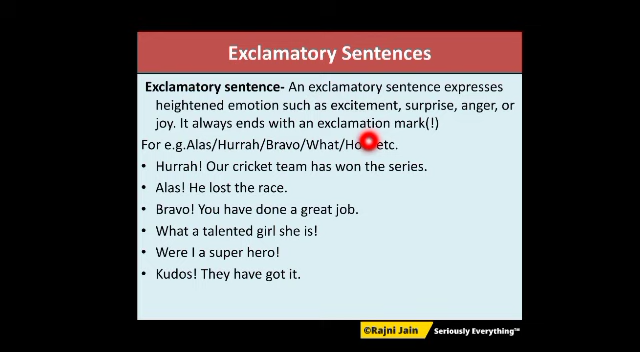 Exclamatory Sentences
Exclamatory sentence- An exclamatory sentence expresses
heightened emotion such as excitement, surprise, anger, or
joy. It always ends with an exclamation mark(!)
For e.g.Alas/Hurrah/Bravo/What/ etc.
• Hurrah! Our cricket team has won the series.
• Alas! He lost the race.
• Bravo! You have done a great job.
• What a talented girl she is!
• Were I a super hero!
• Kudos! They have got it.
©Rajni Jain Seriously Everything™